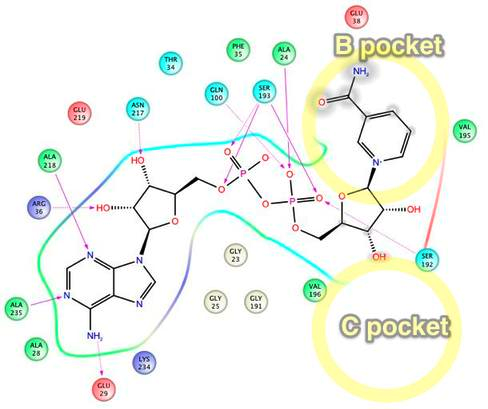 GLU
38
B pocket
PHE
35
ALA
24
THR
34
GLN
100
SER
193
NH₂
O
GLU
219
ASN
217
VAL
195
ALA
218
HO
O
O
O
O
N⁺
P
O
P
O
ARG
36
HO
O
O
O
O
OH
O
OH
SER
192
GLY
23
N
N
VAL
196
ALA
235
N
N
GLY
25
GLY
191
C pocket
NH₂
ALA
28
LYS
234
GLU
29